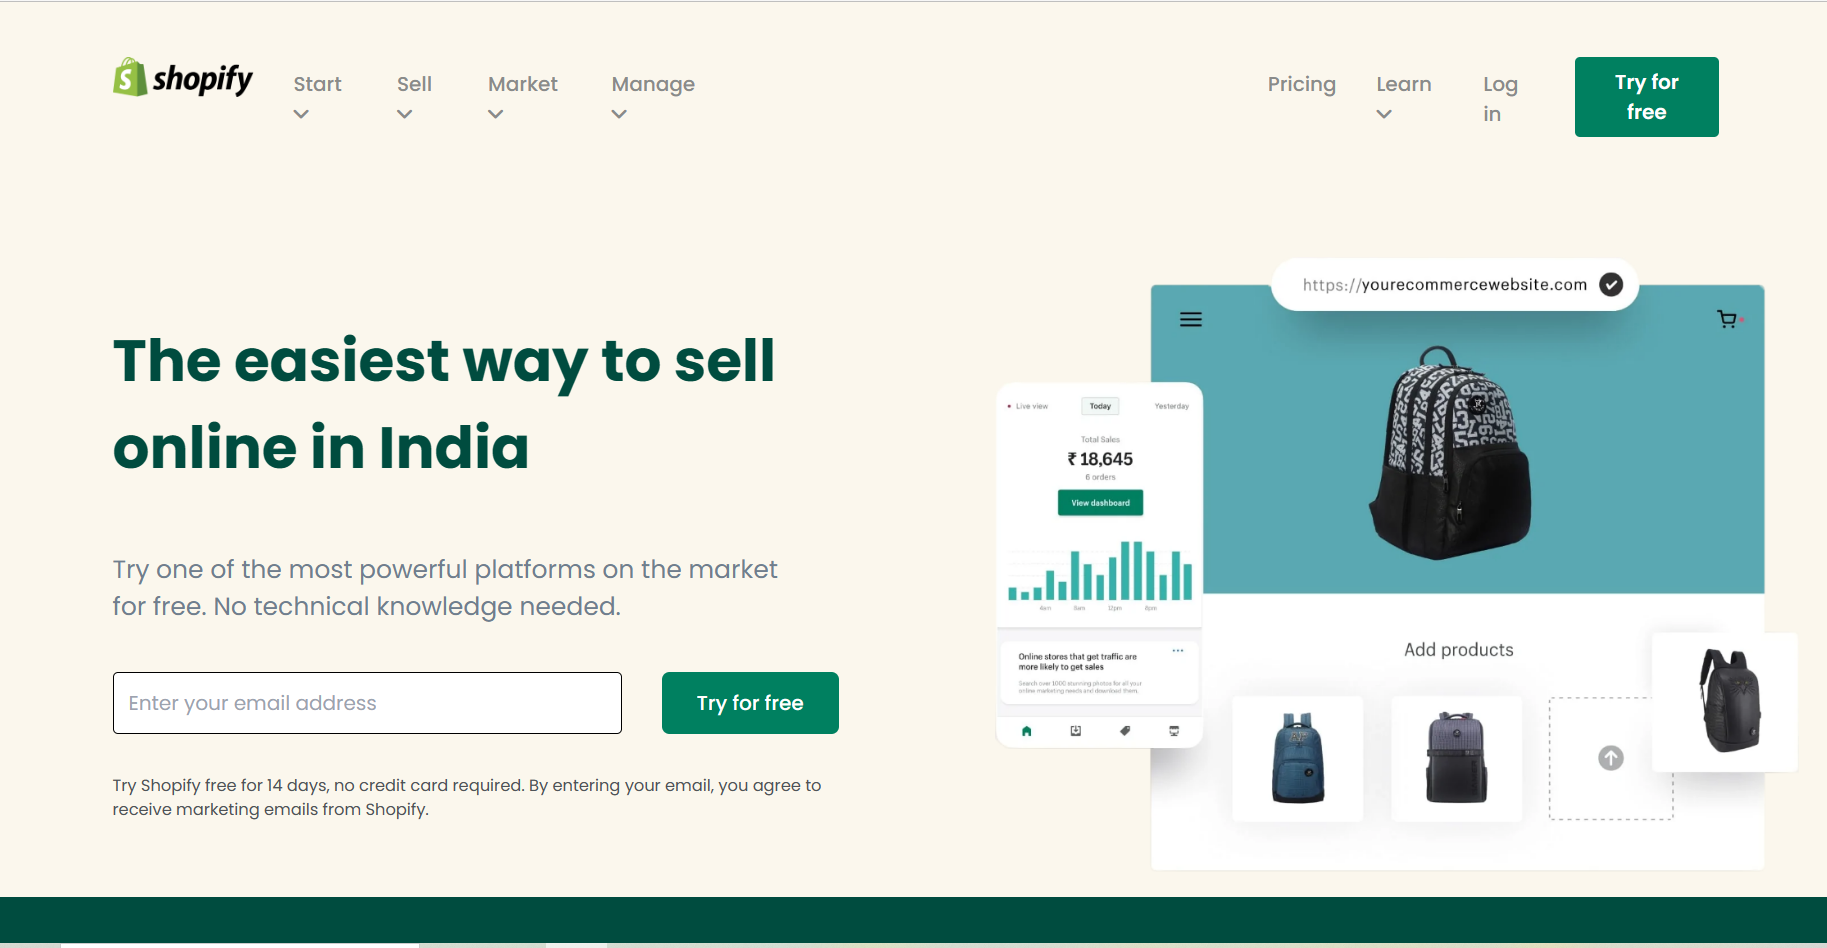 shopify
Start
Sell
Market
Manage
Pricing
Learn
Log
in
Try for
free
The easiest way to sell
online in India
Try one of the most powerful platforms on the market
for free. No technical knowledge needed.
Enter your email address
Try for free
Try Shopify free for 14 days, no credit card required. By entering your email, you agree to
receive marketing emails from Shopify.
https://yourecommercewebsite.com
Live view
Today
Yesterday
Total Sales
₹ 18,645
6 orders
View dashboard
12pm
Online stores that get traffic are
more likely to get sales
Search over 1000 stunning photos for all your
online marketing needs and download them.
Add products